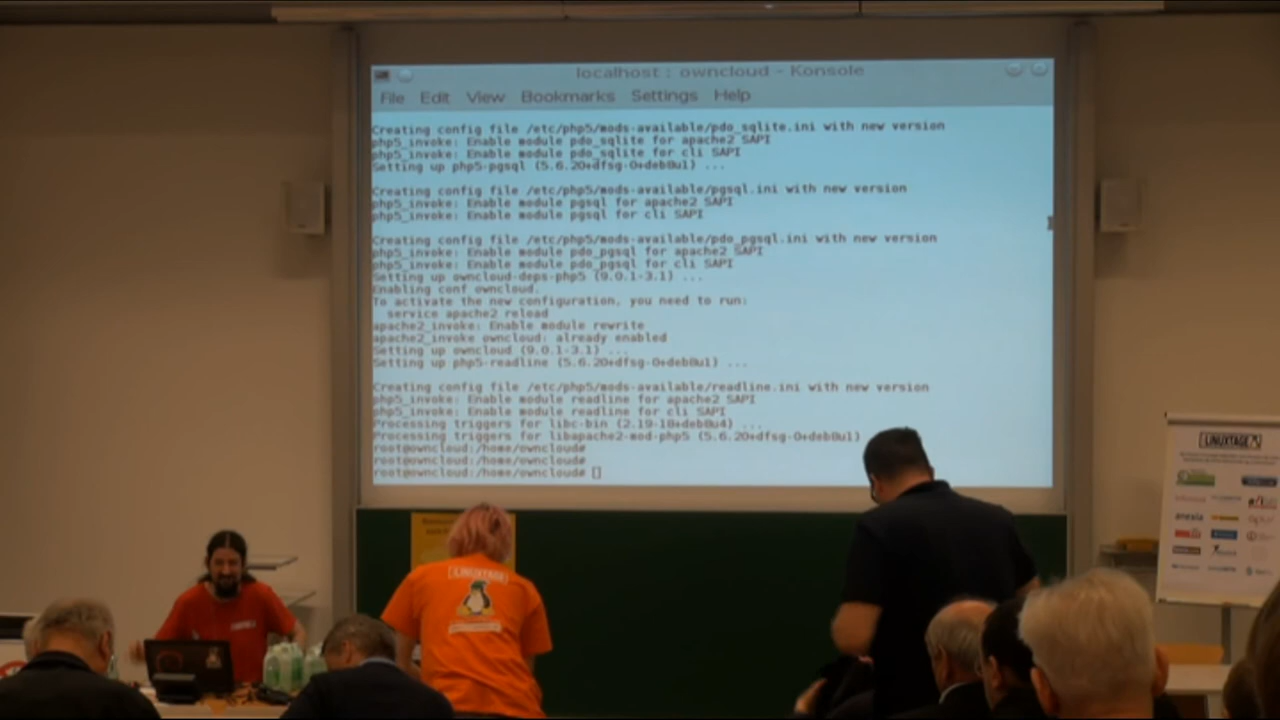 localhost : owncloud – Konsole
File Edit View Bookmarks Settings Help
Creating config file /etc/php5/mods-available/pdo_sqlite.ini with new version
php5_invoke: Enable module pdo_sqlite for apache2 SAPI
php5_invoke: Enable module pdo_sqlite for cli SAPI
Setting up php5-pgsql (5.6.20+dfsg-0+deb8u1) ...
Creating config file /etc/php5/mods-available/pgsql.ini with new version
php5_invoke: Enable module pgsql for apache2 SAPI
php5_invoke: Enable module pgsql for cli SAPI
Creating config file /etc/php5/mods-available/pdo_pgsql.ini with new version
php5_invoke: Enable module pdo_pgsql for apache2 SAPI
php5_invoke: Enable module pdo_pgsql for cli SAPI
Setting up owncloud-deps-php5 (9.0.1-3.1) ...
Enabling conf owncloud.
To activate the new configuration, you need to run:
service apache2 reload
apache2_invoke: Enable module rewrite
apache2_invoke owncloud: already enabled
Setting up owncloud (9.0.1-3.1) ...
Setting up php5-readline (5.6.20+dfsg-0+deb8u1) ...
Creating config file /etc/php5/mods-available/readline.ini with new version
php5_invoke: Enable module readline for apache2 SAPI
php5_invoke: Enable module readline for cli SAPI
Processing triggers for libc-bin (2.19-18+deb8u4) ...
Processing triggers for libapache2-mod-php5 (5.6.20+dfsg-0+deb8u1)
root@owncloud:/home/owncloud#
root@owncloud:/home/owncloud#
root@owncloud:/home/owncloud#
LINUXTAGE
LINUXTAGE
anexia